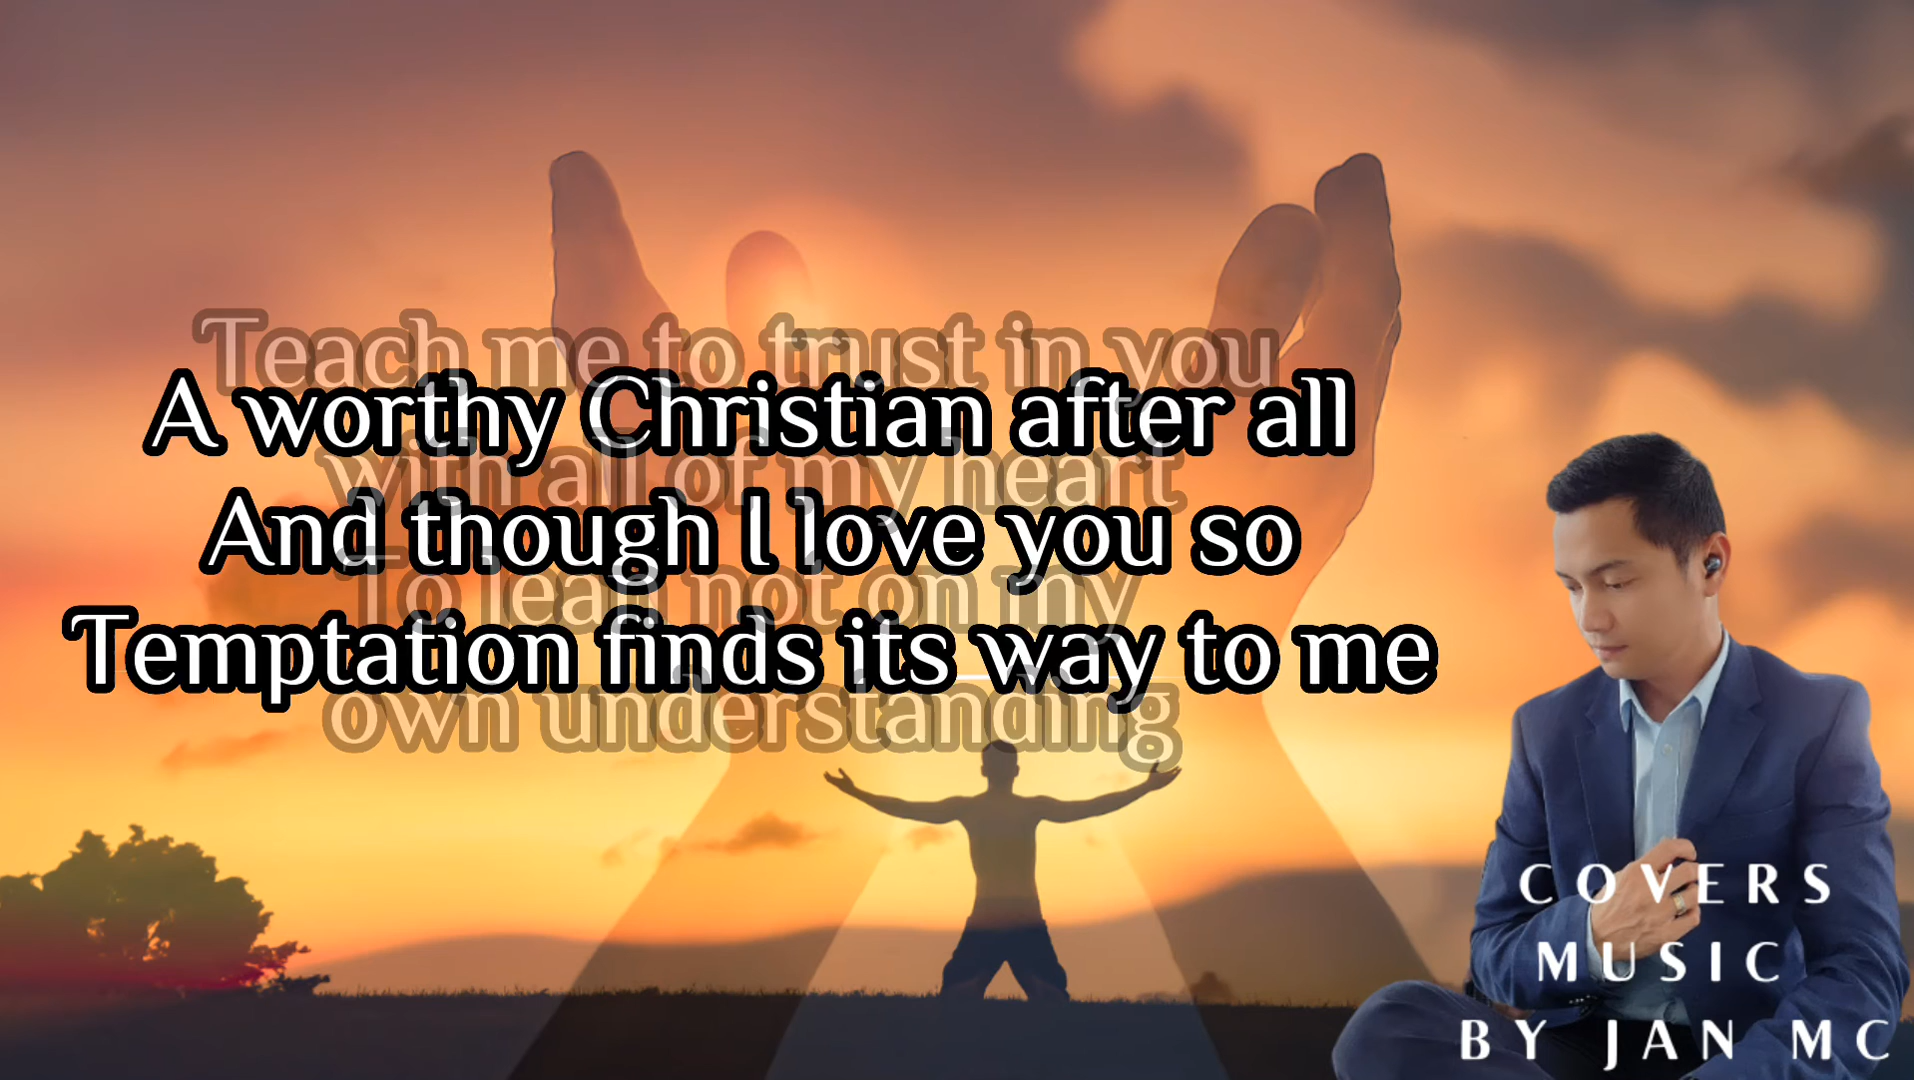 Teach me to trust in you
A worthy Christian after all
with all of my heart
And though I love you so
To lean not on my
Temptation finds its way to me
own understanding
COVERS
MUSIC
BY JAN MC